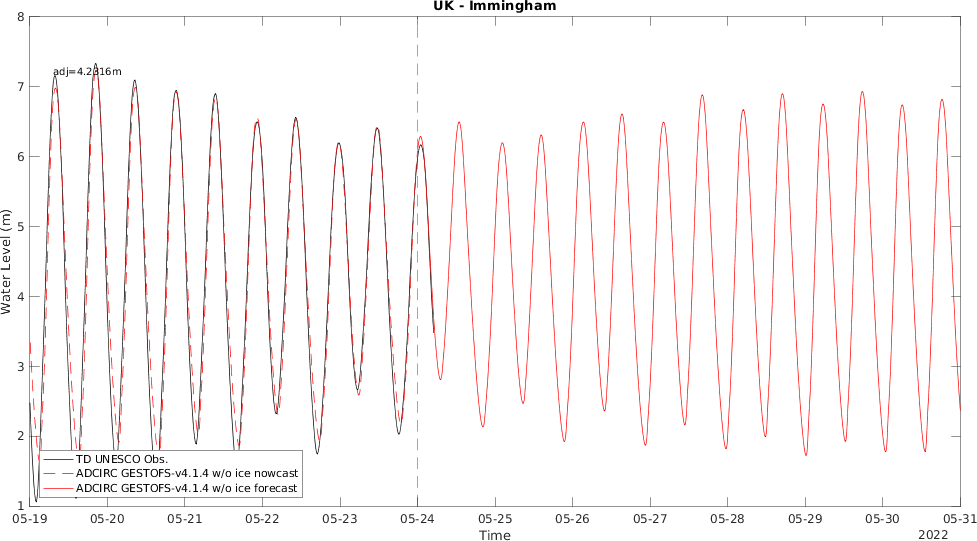 UK - Immingham
8
adj=4.2316m
7
6
5
4
3
2
1
Water Level (m)
TD UNESCO Obs.
ADCIRC GESTOFS-v4.1.4 w/o ice nowcast
ADCIRC GESTOFS-v4.1.4 w/o ice forecast
05-19 05-20 05-21 05-22 05-23 05-24 05-25 05-26 05-27 05-28 05-29 05-30 05-31
Time
2022